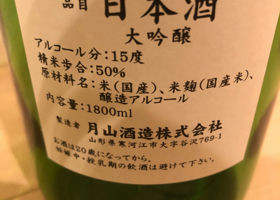 品目 日本酒
大吟醸
アルコール分：15度
精米歩合：50%
原材料名：米(国産)、米麹(国産米)、
醸造アルコール
内容量：1800ml
製造者 月山酒造株式会社
山形県寒河江市大字谷沢769-1
お酒は20歳になってから。
妊娠中・授乳期の飲酒は避けて下さい。